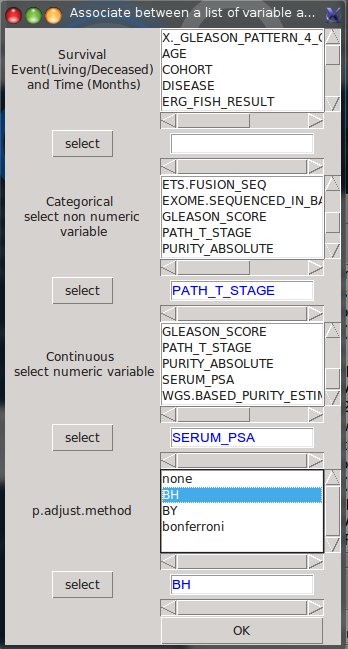 Associate between a list of variable a...
Survival
Event(Living/Deceased)
and Time (Months)
X._GLEASON_PATTERN_4_
AGE
COHORT
DISEASE
ERG_FISH_RESULT
select
Categorical
select non numeric
variable
ETS.FUSION_SEQ
EXOME.SEQUENCED_IN_BA
GLEASON_SCORE
PATH_T_STAGE
PURITY_ABSOLUTE
select
PATH_T_STAGE
Continuous
select numeric variable
GLEASON_SCORE
PATH_T_STAGE
PURITY_ABSOLUTE
SERUM_PSA
WGS.BASED_PURITY_ESTIM
select
SERUM_PSA
p.adjust.method
none
BH
BY
bonferroni
select
BH
OK